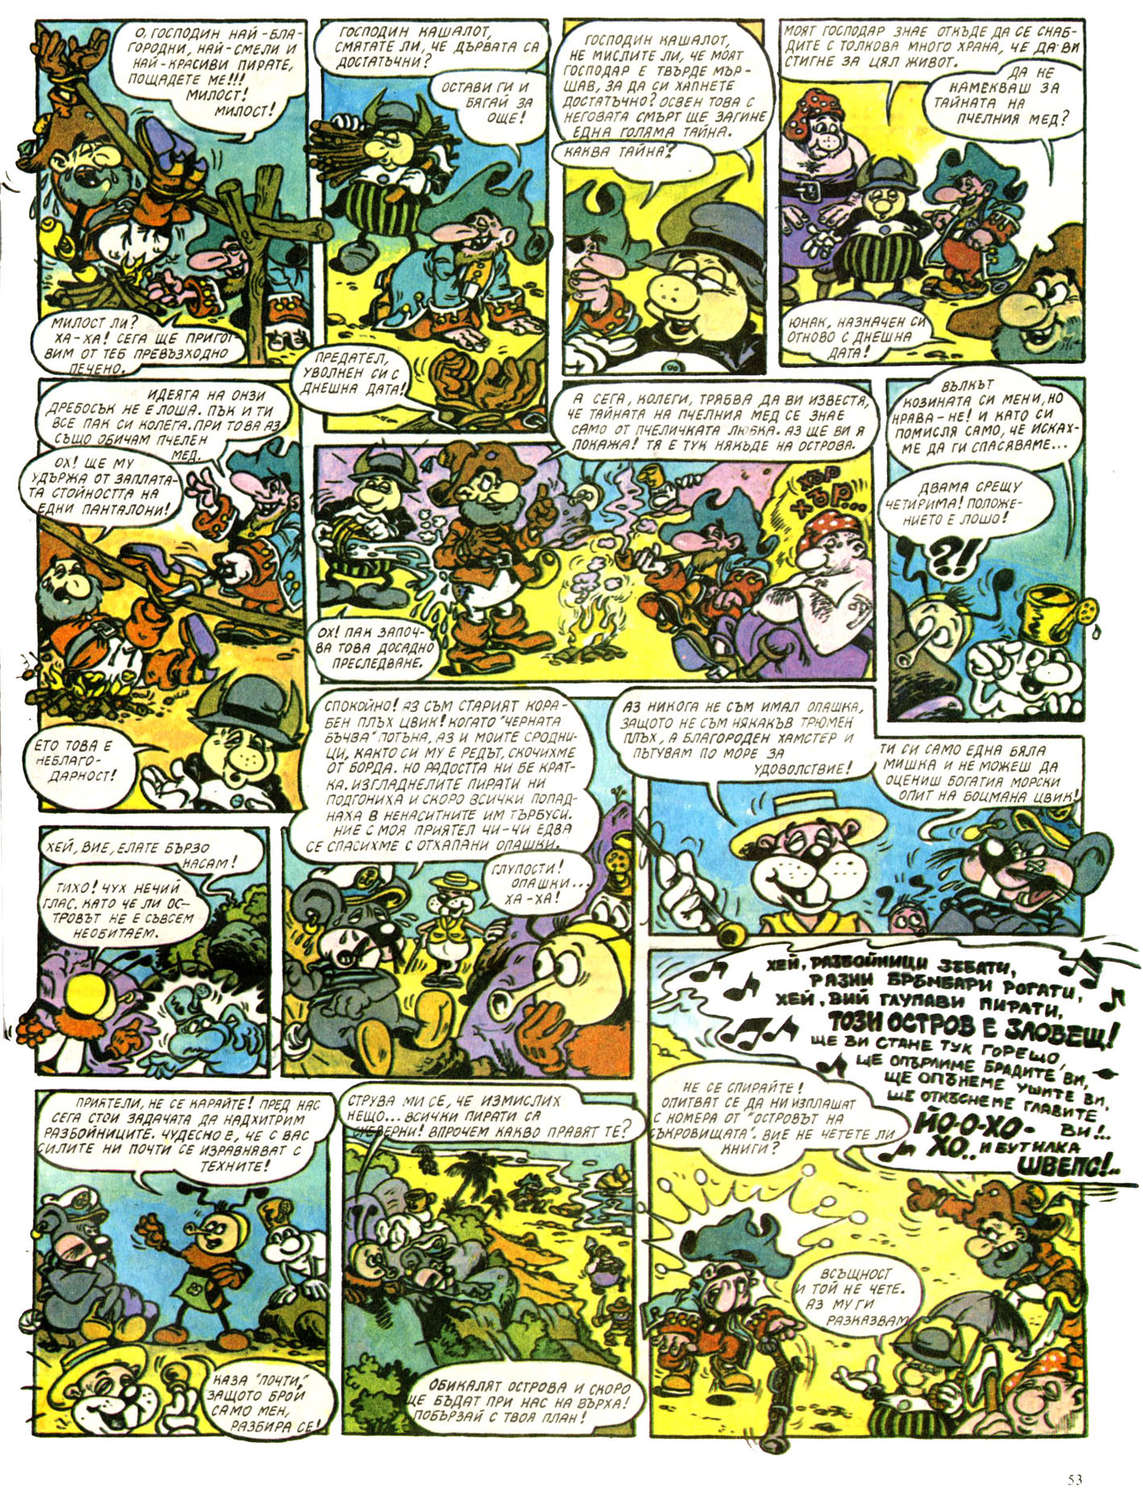 О, ГОСПОДИН НАЙ-БЛА-
ГОРОДНИ, НАЙ-СМЕЛИ И
НАЙ-КРАСИВИ ПИРАТЕ,
ПОЩАДЕТЕ МЕ!!!
МИЛОСТ!
МИЛОСТ!
МИЛОСТ ЛИ?
ХА-ХА! СЕГА ЩЕ ПРИГОТ
ВИМ ОТ ТЕБ ПРЕВЪЗХОДНО
ПЕЧЕНО.
ГОСПОДИН КАШАЛОТ,
СМЯТАТЕ ЛИ, ЧЕ ДЪРВАТА СА
ДОСТАТЪЧНИ?
ОСТАВИ ГИ И
БЯГАЙ ЗА
ОЩЕ!
ПРЕДАТЕЛ,
УВОЛНЕН СИ С
ДНЕШНА ДАТА!
ГОСПОДИН КАШАЛОТ,
НЕ МИСЛИТЕ ЛИ, ЧЕ МОЯТ
ГОСПОДАР Е ТВЪРДЕ МЪР-
ШАВ, ЗА ДА СИ ХАПНЕТЕ
ДОСТАТЪЧНО? ОСВЕН ТОВА С
НЕГОВАТА СМЪРТ ЩЕ ЗАГИНЕ
ЕДНА ГОЛЯМА ТАЙНА.
КАКВА ТАЙНА?
МОЯТ ГОСПОДАР ЗНАЕ ОТКЪДЕ ДА СЕ СНАБ-
ДИТЕ С ТОЛКОВА МНОГО ХРАНА, ЧЕ ДА ВИ
СТИГНЕ ЗА ЦЯЛ ЖИВОТ.
ДА НЕ
НАМЕКВАШ ЗА
ТАЙНАТА НА
ПЧЕЛНИЯ МЕД?
ЮНАК, НАЗНАЧЕН СИ
ОТНОВО С ДНЕШНА
ДАТА!
ИДЕЯТА НА ОНЗИ
ДРЕБОСЪК НЕ Е ЛОША. ПЪК И ТИ
ВСЕ ПАК СИ КОЛЕГА. ПРИ ТОВА АЗ
СЪЩО ОБИЧАМ ПЧЕЛЕН
МЕД.
ОХ! ЩЕ МУ
УДЪРЖА ОТ ЗАПЛАТА-
ТА СТОЙНОСТТА НА
ЕДНИ ПАНТАЛОНИ!
ЕТО ТОВА Е
НЕБЛАГО-
ДАРНОСТ!
А СЕГА, КОЛЕГИ, ТРЯБВА ДА ВИ ИЗВЕСТЯ,
ЧЕ ТАЙНАТА НА ПЧЕЛНИЯ МЕД СЕ ЗНАЕ
САМО ОТ ПЧЕЛИЧКАТА ЛЮБКА. АЗ ЩЕ ВИ Я
ПОКАЖА! ТЯ Е ТУК НЯКЪДЕ НА ОСТРОВА.
ХЪР
ХЪР...
ОХ! ПАК ЗАПОЧ-
ВА ТОВА ДОСАДНО
ПРЕСЛЕДВАНЕ.
ВЪЛКЪТ
КОЗИНАТА СИ МЕНИ, НО
НРАВА-НЕ! И КАТО СИ
ПОМИСЛЯ САМО, ЧЕ ИСКАХ-
МЕ ДА ГИ СПАСЯВАМЕ...
ДВАМА СРЕЩУ
ЧЕТИРИМА! ПОЛОЖЕ-
НИЕТО Е ЛОШО!
?!
ХЕЙ, ВИЕ, ЕЛАТЕ БЪРЗО
НАСАМ!
ТИХО! ЧУХ НЕЧИЙ
ГЛАС. КАТО ЧЕ ЛИ ОС-
ТРОВЪТ НЕ Е СЪВСЕМ
НЕОБИТАЕМ.
СПОКОЙНО! АЗ СЪМ СТАРИЯТ КОРА-
БЕН ПЛЪХ ЦВИК! КОГАТО "ЧЕРНАТА
БЪЧВА" ПОТЪНА, АЗ И МОИТЕ СРОДНИ-
ЦИ, КАКТО СИ МУ Е РЕДЪТ, СКОЧИХМЕ
ОТ БОРДА. НО РАДОСТТА НИ БЕ КРАТ-
КА. ИЗГЛАДНЕЛИТЕ ПИРАТИ НИ
ПОДГОНИХА И СКОРО ВСИЧКИ ПОПАД-
НАХА В НЕНАСИТНИТЕ ИМ ТЪРБУСИ.
НИЕ С МОЯ ПРИЯТЕЛ ЧИ-ЧИ ЕДВА
СЕ СПАСИХМЕ С ОТХАПАНИ ОПАШКИ.
ГЛУПОСТИ!
ОПАШКИ...
ХА-ХА!
АЗ НИКОГА НЕ СЪМ ИМАЛ ОПАШКА,
ЗАЩОТО НЕ СЪМ НЯКАКЪВ ТРЮМЕН
ПЛЪХ, А БЛАГОРОДЕН ХАМСТЕР И
ПЪТУВАМ ПО МОРЕ ЗА
УДОВОЛСТВИЕ!
ТИ СИ САМО ЕДНА БЯЛА
МИШКА И НЕ МОЖЕШ ДА
ОЦЕНИШ БОГАТИЯ МОРСКИ
ОПИТ НА БОЦМАНА ЦВИК!
ПРИЯТЕЛИ, НЕ СЕ КАРАЙТЕ! ПРЕД НАС
СЕГА СТОИ ЗАДАЧАТА ДА НАДХИТРИМ
РАЗБОЙНИЦИТЕ. ЧУДЕСНО Е, ЧЕ С ВАС
СИЛИТЕ НИ ПОЧТИ СЕ ИЗРАВНЯВАТ С
ТЕХНИТЕ!
КАЗА "ПОЧТИ,"
ЗАЩОТО БРОИ
САМО МЕН,
РАЗБИРА СЕ!
СТРУВА МИ СЕ, ЧЕ ИЗМИСЛИХ
НЕЩО... ВСИЧКИ ПИРАТИ СА
СУЕВЕРНИ! ВПРОЧЕМ КАКВО ПРАВЯТ ТЕ?
ОБИКАЛЯТ ОСТРОВА И СКОРО
ЩЕ БЪДАТ ПРИ НАС НА ВЪРХА!
ПОБЪРЗАЙ С ТВОЯ ПЛАН!
ХЕЙ, РАЗБОЙНИЦИ ЗЪБАТИ,
РАЗНИ БРЪМБАРИ РОГАТИ,
ХЕЙ, ВИЙ ГЛУПАВИ ПИРАТИ,
ТОЗИ ОСТРОВ Е ЗЛОВЕЩ!
ЩЕ ВИ СТАНЕ ТУК ГОРЕЩО,
ЩЕ ОПЪРЛИМЕ БРАДИТЕ ВИ,
ЩЕ ОПЪНЕМЕ УШИТЕ ВИ,
ЩЕ ОТКЪСНЕМЕ ГЛАВИТЕ
ВИ!..
ЙО-О-ХО-
ХО.. И БУТИЛКА
ШВЕПС!..
НЕ СЕ СПИРАЙТЕ!
ОПИТВАТ СЕ ДА НИ ИЗПЛАШАТ
С НОМЕРА ОТ "ОСТРОВЪТ НА
СЪКРОВИЩАТА". ВИЕ НЕ ЧЕТЕТЕ ЛИ
КНИГИ?
ВСЪЩНОСТ
И ТОЙ НЕ ЧЕТЕ.
АЗ МУ ГИ
РАЗКАЗВАМ
53